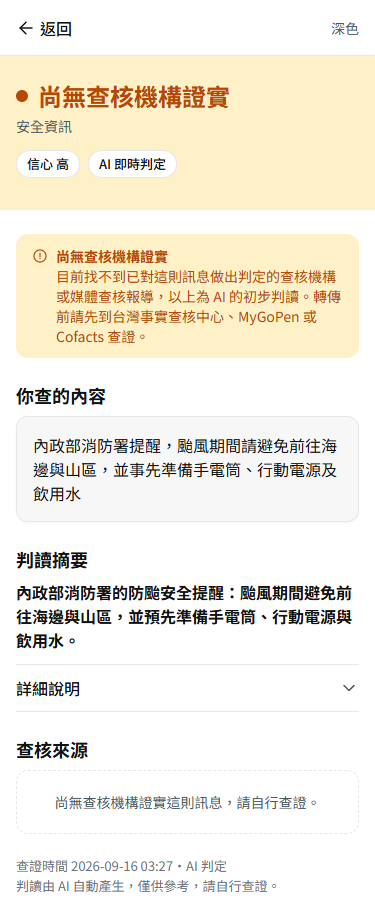 返回
深色
尚無查核機構證實
安全資訊
信心 高
AI 即時判定
尚無查核機構證實
目前找不到已對這則訊息做出判定的查核機構
或媒體查核報導，以上為 AI 的初步判讀。轉傳
前請先到台灣事實查核中心、MyGoPen 或
Cofacts 查證。
你查的內容
內政部消防署提醒，颱風期間請避免前往海
邊與山區，並事先準備手電筒、行動電源及
飲用水
判讀摘要
內政部消防署的防颱安全提醒：颱風期間避免前
往海邊與山區，並預先準備手電筒、行動電源與
飲用水。
詳細說明
查核來源
尚無查核機構證實這則訊息，請自行查證。
查證時間 2026-09-16 03:27・AI 判定
判讀由 AI 自動產生，僅供參考，請自行查證。